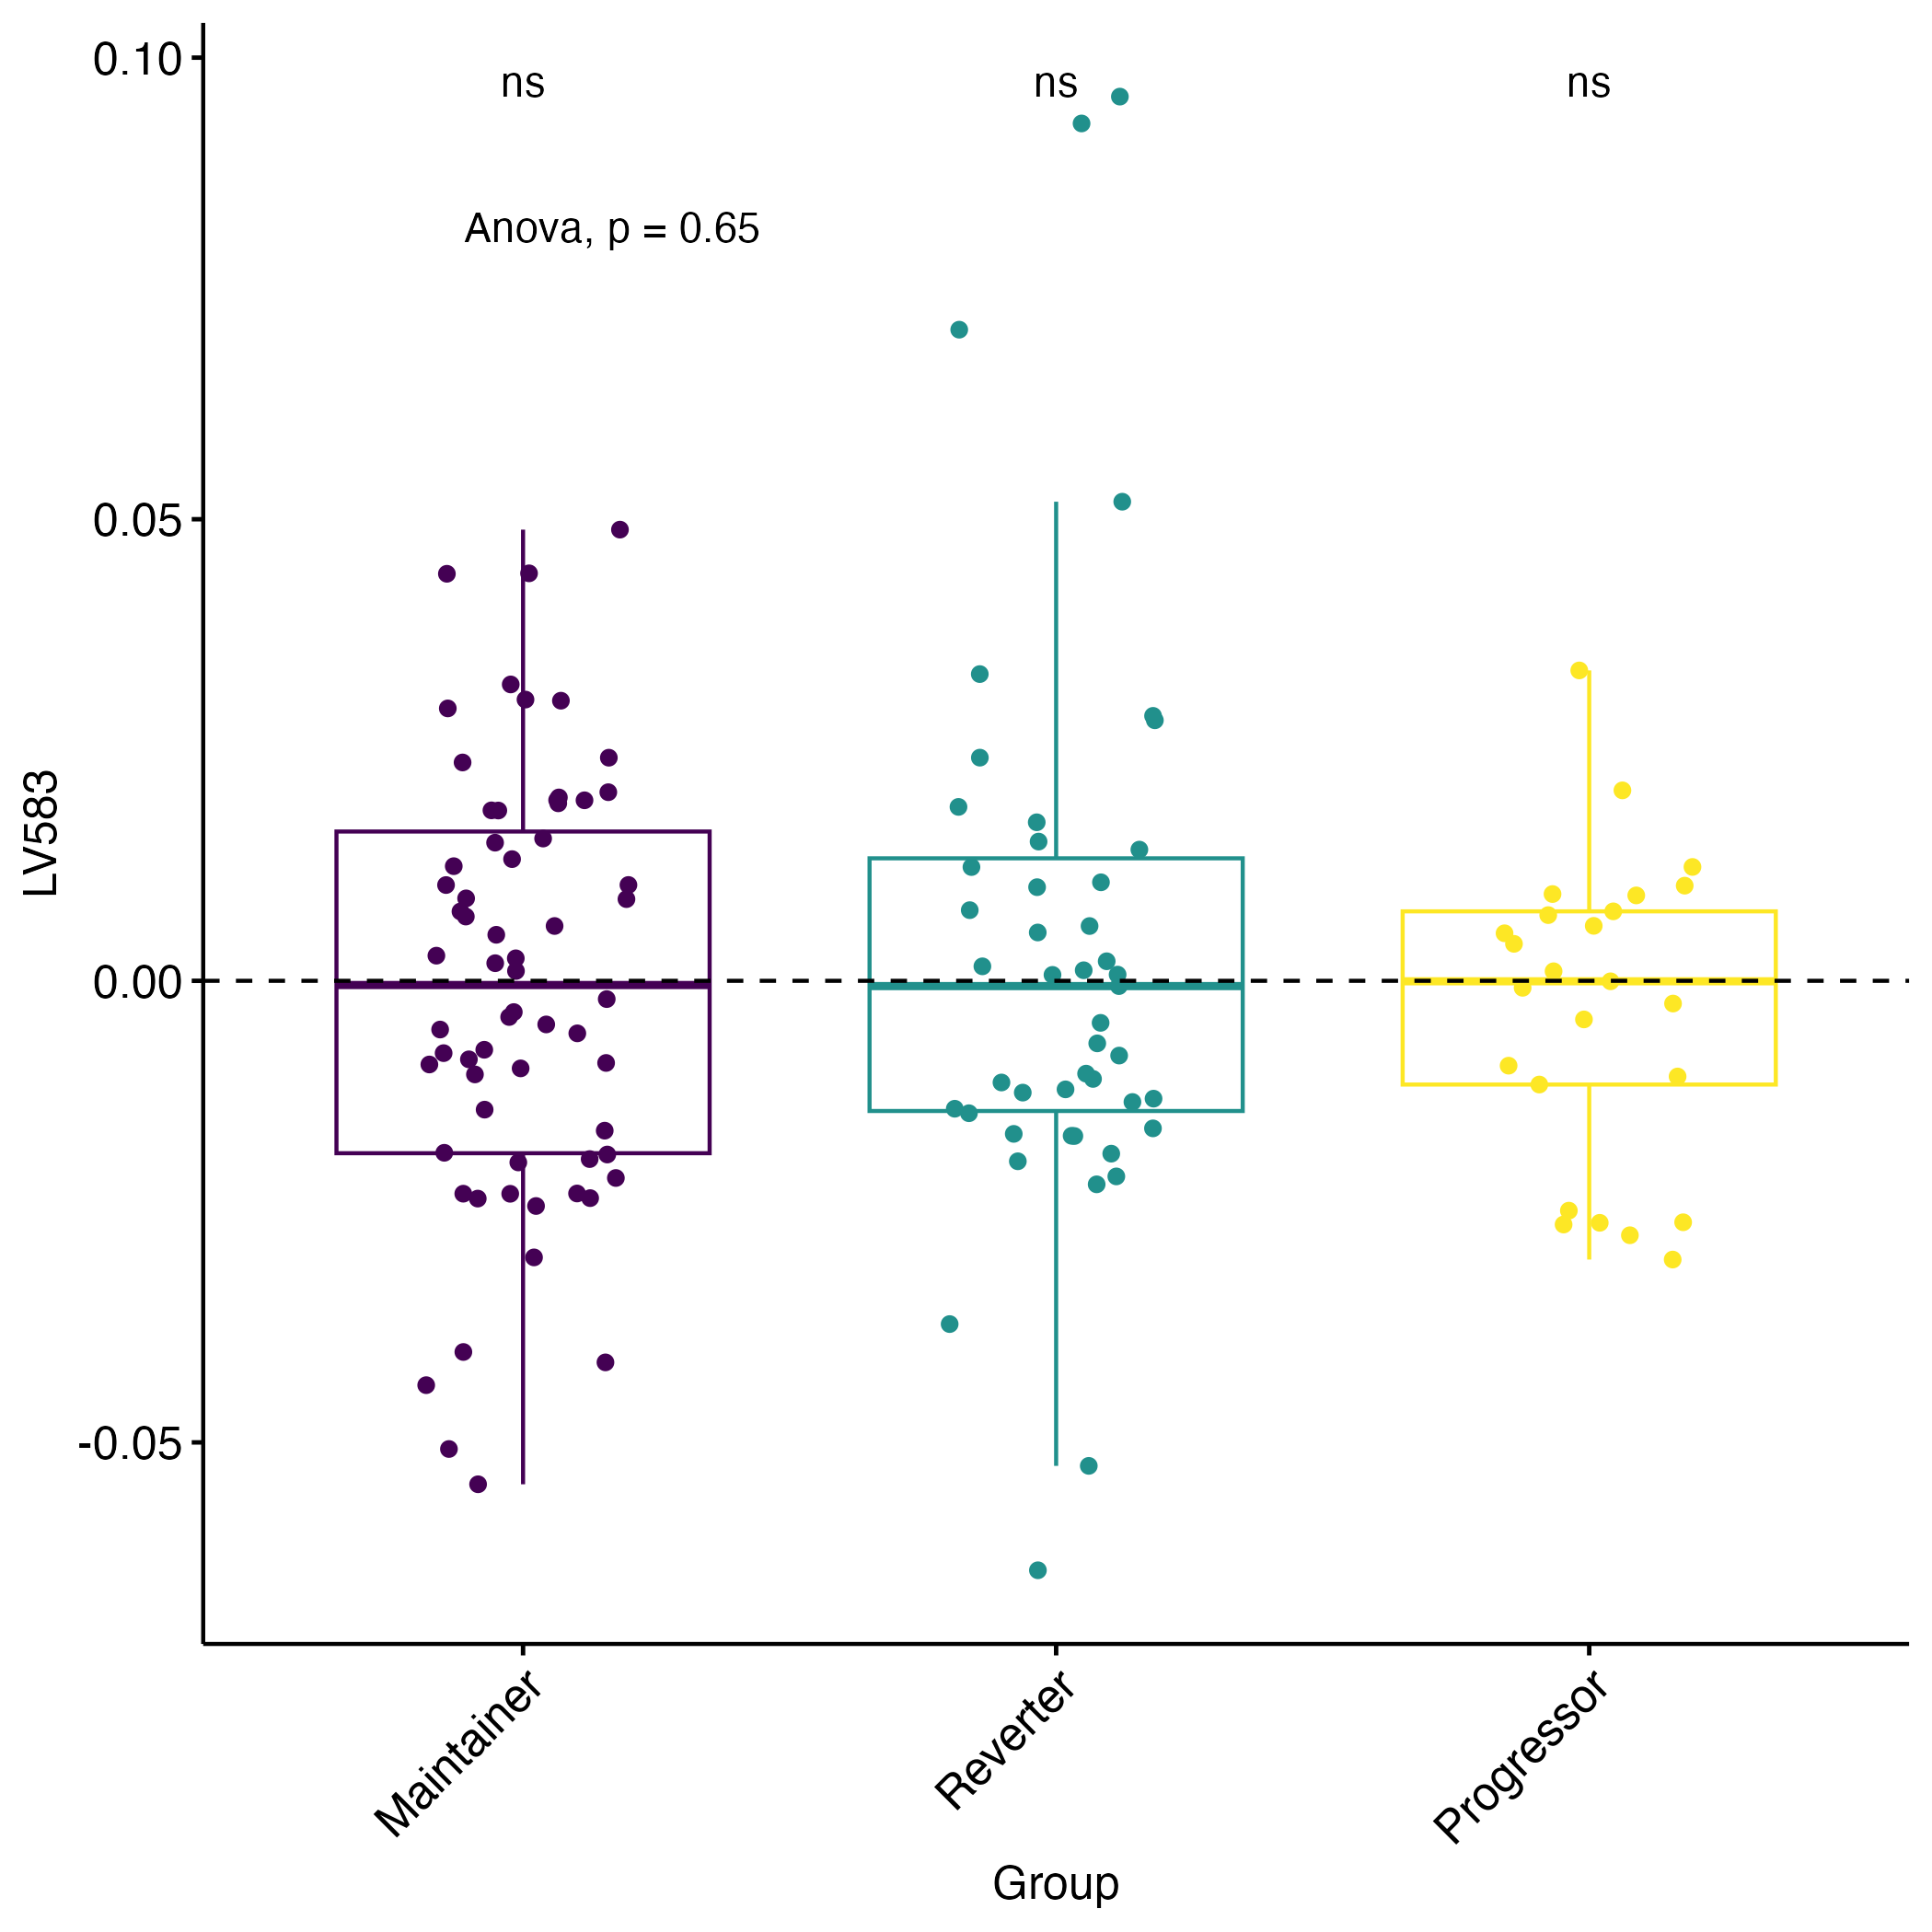 0.10
ns ns ns
Anova, p = 0.65
0.05
LV583
0.00
-0.05
Maintainer
Reverter
Progressor
Group